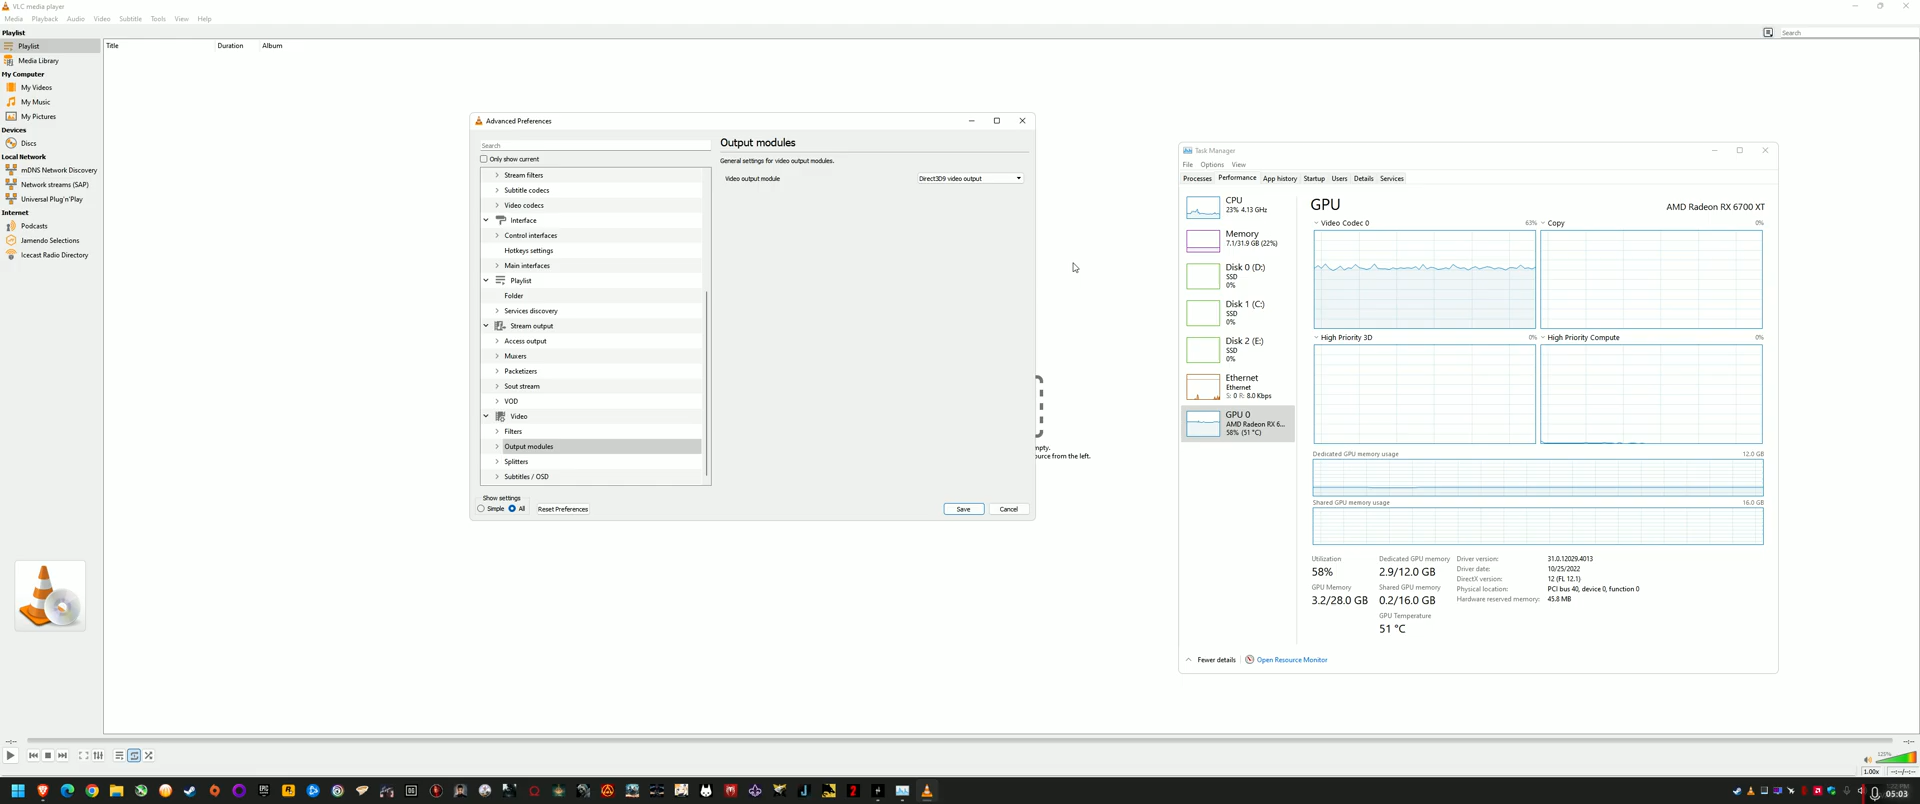 VLC media player
Media Playback Audio Video Subtitle Tools View Help
Playlist
Playlist
Media Library
My Computer
My Videos
My Music
My Pictures
Devices
Discs
Local Network
mDNS Network Discovery
Network streams (SAP)
Universal Plug'n'Play
Internet
Podcasts
Jamendo Selections
Icecast Radio Directory
Title Duration Album
Search
Advanced Preferences
Search
Only show current
Stream filters
Subtitle codecs
Video codecs
Interface
Control interfaces
Hotkeys settings
Main interfaces
Playlist
Folder
Services discovery
Stream output
Access output
Muxers
Packetizers
Sout stream
VOD
Video
Filters
Output modules
Splitters
Subtitles / OSD
Show settings
Simple All
Reset Preferences
Output modules
General settings for video output modules.
Video output module Direct3D9 video output
Save Cancel
mpty.
ource from the left.
Task Manager
File Options View
Processes Performance App history Startup Users Details Services
CPU
23% 4.13 GHz
Memory
7.1/31.9 GB (22%)
Disk 0 (D:)
SSD
0%
Disk 1 (C:)
SSD
0%
Disk 2 (E:)
SSD
0%
Ethernet
Ethernet
S: 0 R: 8.0 Kbps
GPU 0
AMD Radeon RX 6...
58% (51 °C)
GPU AMD Radeon RX 6700 XT
Video Codec 0 63% Copy 0%
High Priority 3D 0% High Priority Compute 0%
Dedicated GPU memory usage 12.0 GB
Shared GPU memory usage 16.0 GB
Utilization
58%
GPU Memory
3.2/28.0 GB
Dedicated GPU memory
2.9/12.0 GB
Shared GPU memory
0.2/16.0 GB
GPU Temperature
51 °C
Driver version: 31.0.12029.4013
Driver date: 10/25/2022
DirectX version: 12 (FL 12.1)
Physical location: PCI bus 40, device 0, function 0
Hardware reserved memory: 45.8 MB
Fewer details Open Resource Monitor
--:-- --:--
125%
1.00x --:--/--:--
05:03